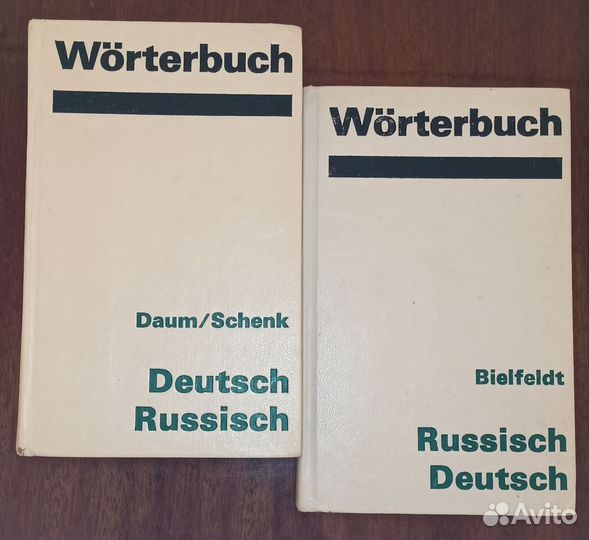 Wörterbuch
Daum/Schenk
Deutsch
Russisch
Wörterbuch
Bielfeldt
Russisch
Deutsch
Avito